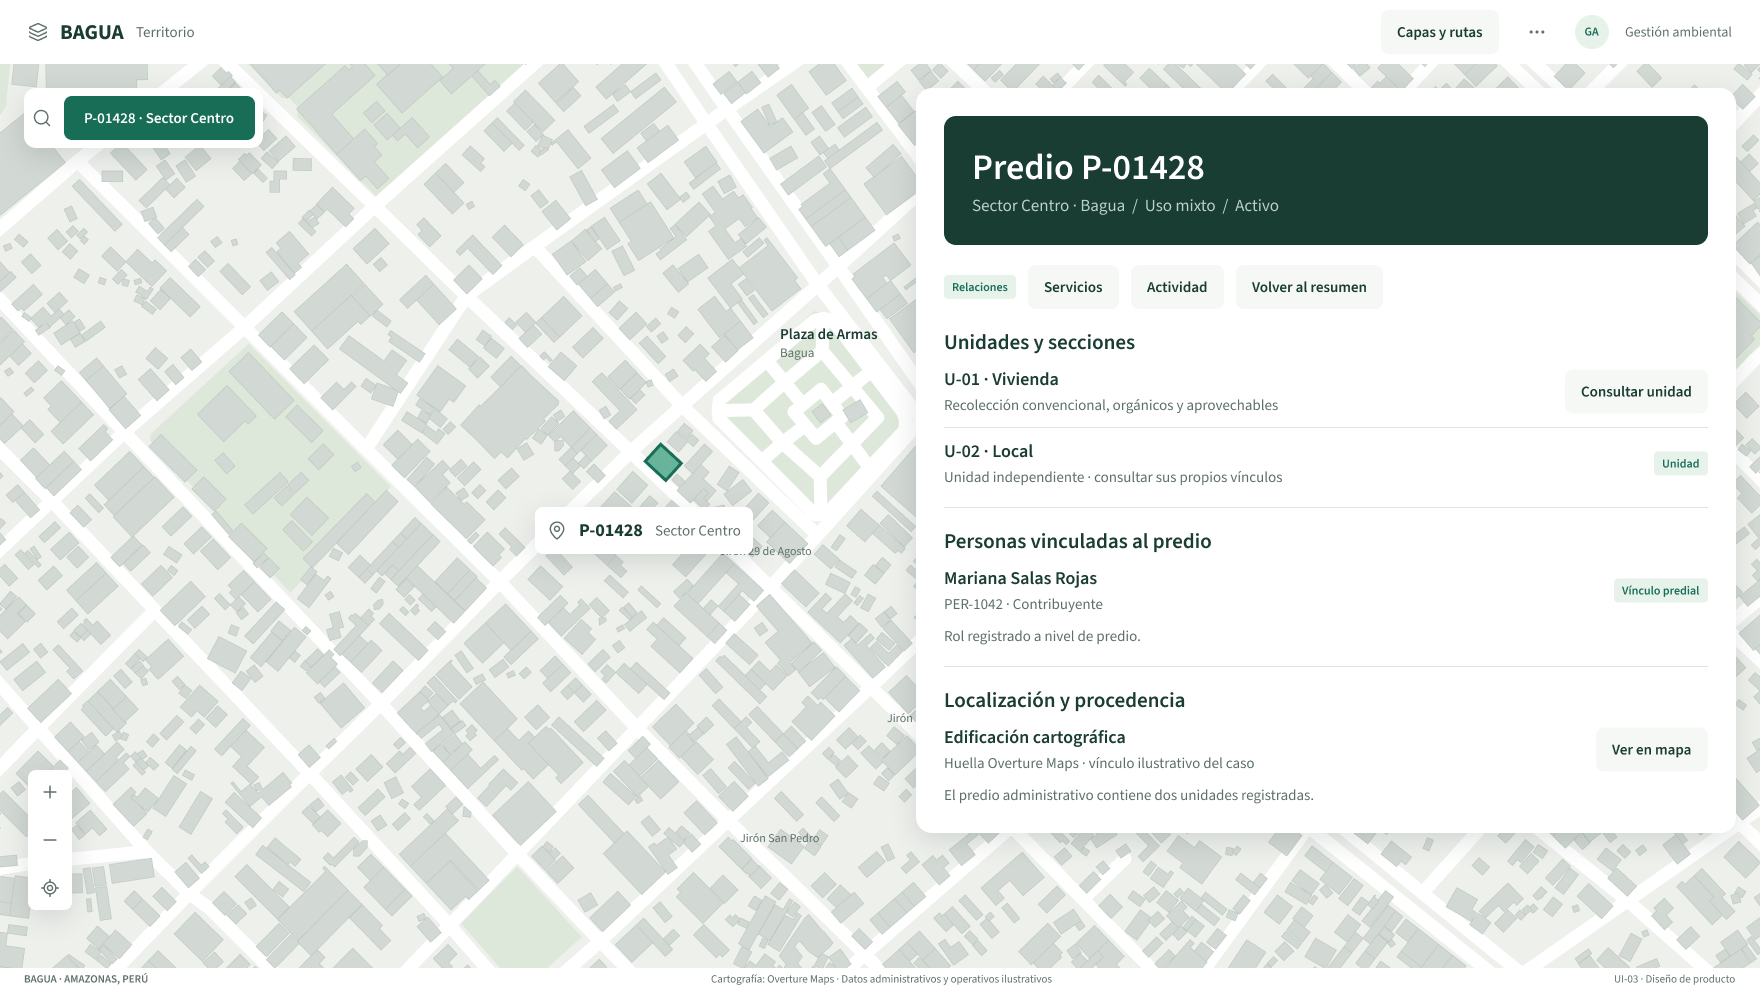 BAGUA Territorio
Capas y rutas
GA Gestión ambiental
P-01428 · Sector Centro
Plaza de Armas
Bagua
P-01428 Sector Centro
29 de Agosto
Jirón
Jirón San Pedro
Predio P-01428
Sector Centro · Bagua / Uso mixto / Activo
Relaciones Servicios Actividad Volver al resumen
Unidades y secciones
U-01 · Vivienda
Recolección convencional, orgánicos y aprovechables
Consultar unidad
U-02 · Local
Unidad independiente · consultar sus propios vínculos
Unidad
Personas vinculadas al predio
Mariana Salas Rojas
PER-1042 · Contribuyente
Vínculo predial
Rol registrado a nivel de predio.
Localización y procedencia
Edificación cartográfica
Huella Overture Maps · vínculo ilustrativo del caso
Ver en mapa
El predio administrativo contiene dos unidades registradas.
BAGUA · AMAZONAS, PERÚ
Cartografía: Overture Maps · Datos administrativos y operativos ilustrativos
UI-03 · Diseño de producto